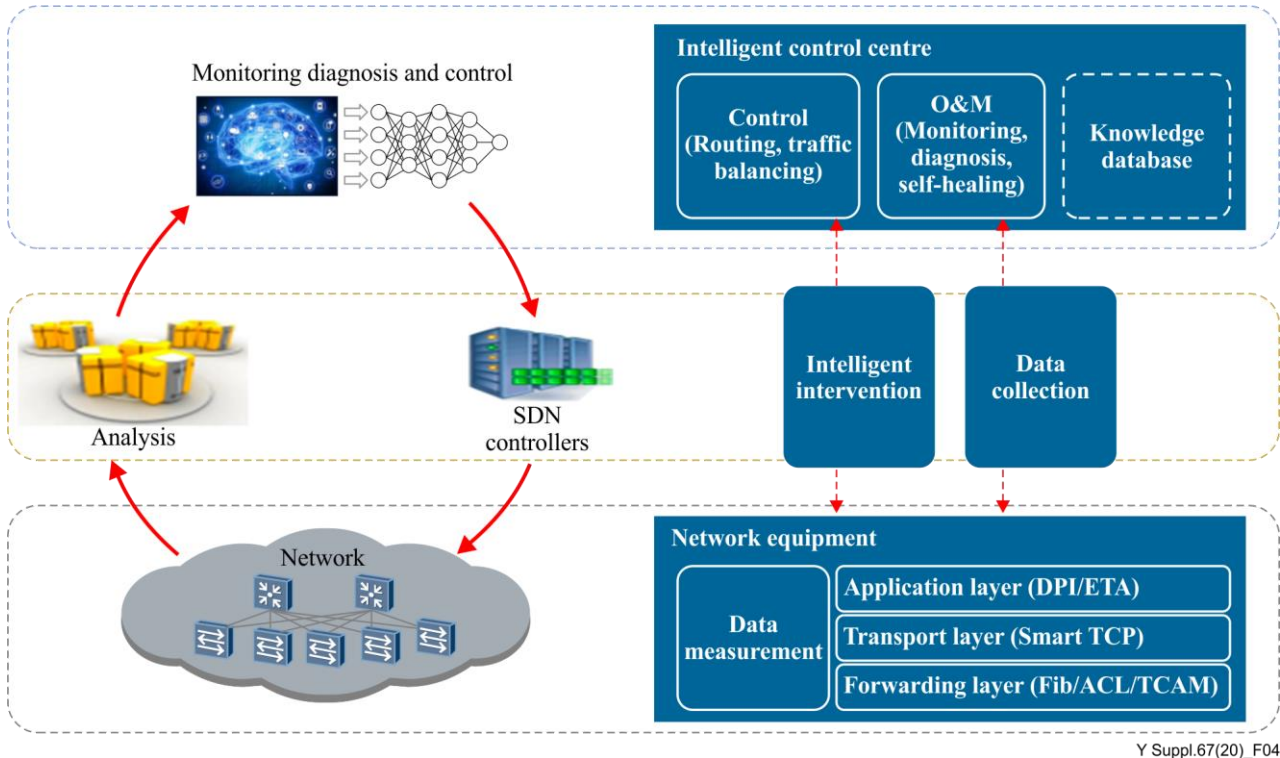 Monitoring diagnosis and control
Intelligent control centre
Control
(Routing, traffic
balancing)
O&M
(Monitoring,
diagnosis,
self-healing)
Knowledge
database
Analysis
SDN
controllers
Intelligent
intervention
Data
collection
Network
Network equipment
Data
measurement
Application layer (DPI/ETA)
Transport layer (Smart TCP)
Forwarding layer (Fib/ACL/TCAM)
Y Suppl.67(20)_F04